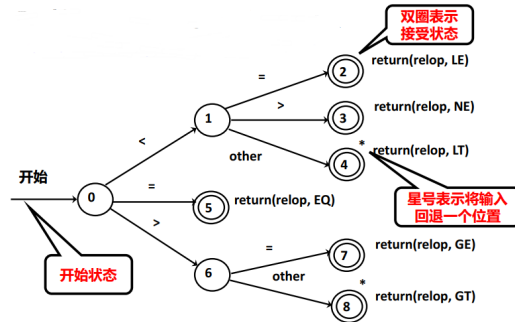 双圈表示
接受状态
=
2
return(relop, LE)
1
>
3
return(relop, NE)
<
other
4
*
return(relop, LT)
开始
0
=
5
return(relop, EQ)
星号表示将输入
回退一个位置
>
开始状态
6
=
7
return(relop, GE)
other
8
*
return(relop, GT)